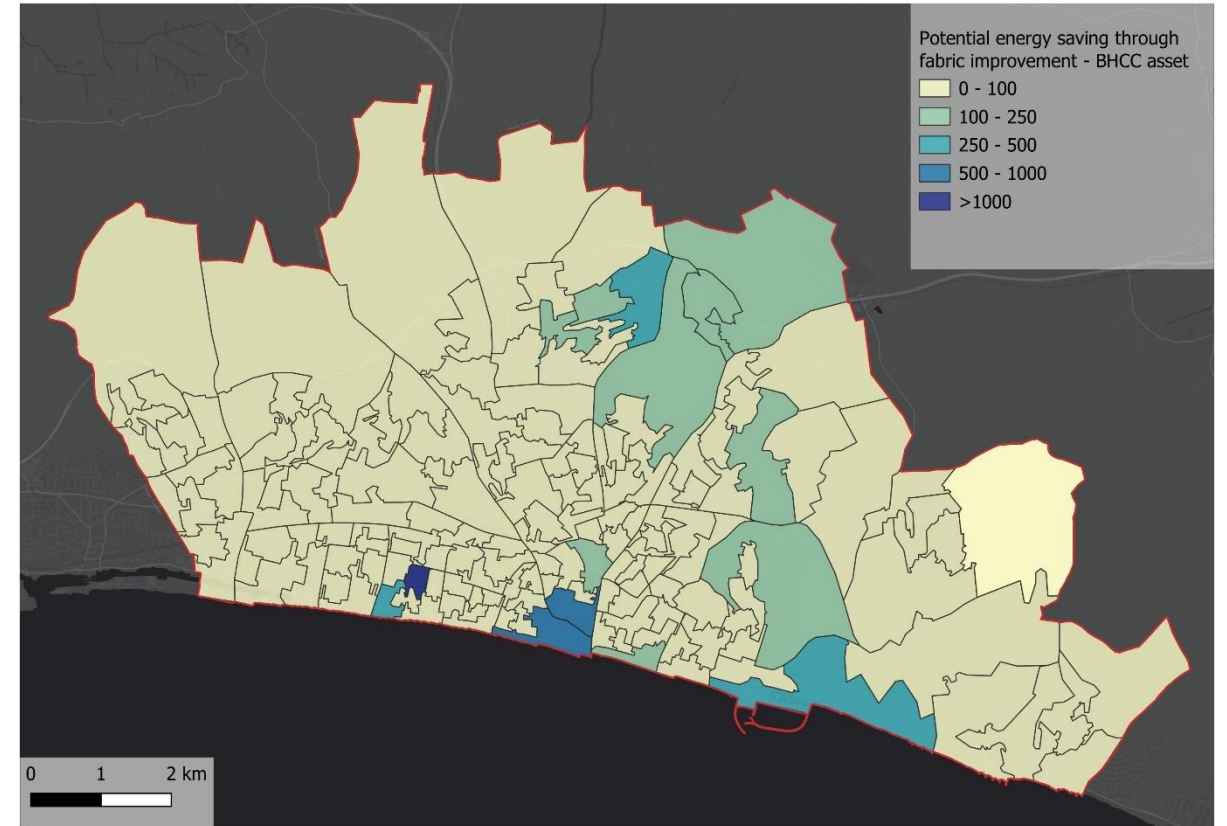 Potential energy saving through
fabric improvement - BHCC asset
0 - 100
100 - 250
250 - 500
500 - 1000
>1000
0 1 2 km